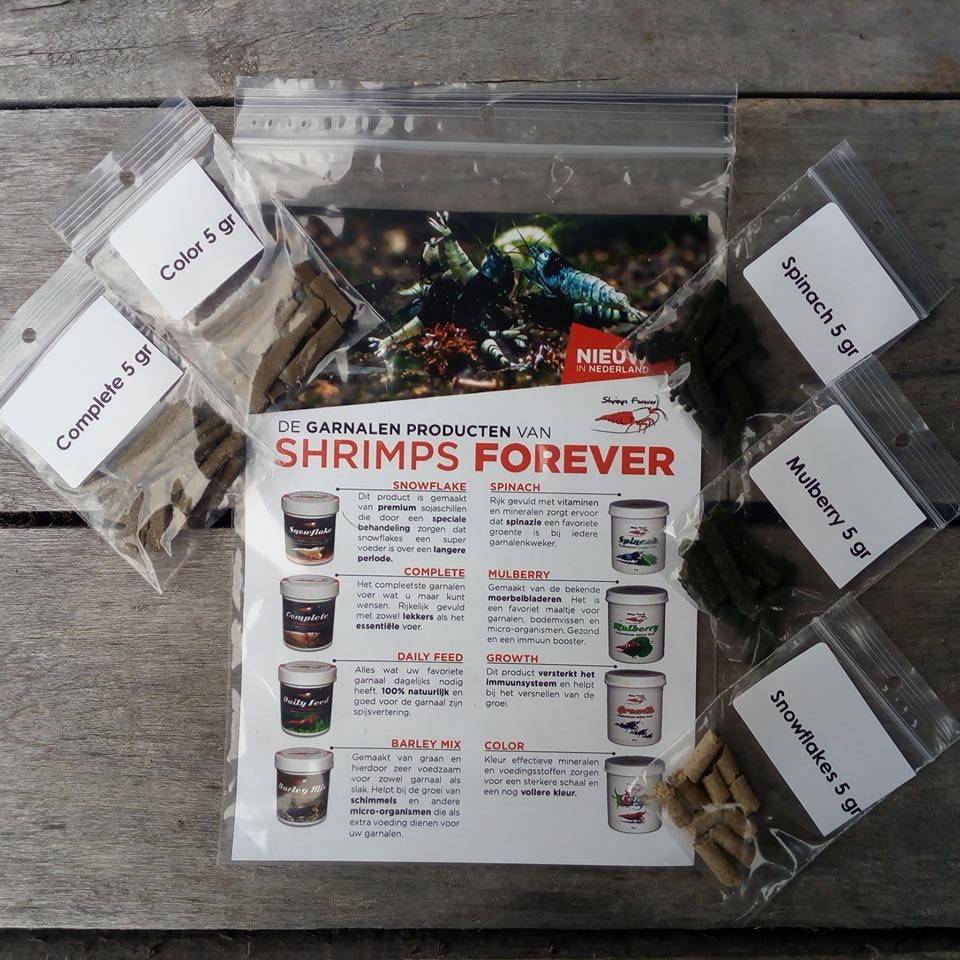 Color 5 gr
Complete 5 gr
Spinach 5 gr
Mulberry 5 gr
Snowflakes 5 gr
NIEUW
IN NEDERLAND
Shrimps Forever
DE GARNALEN PRODUCTEN VAN
SHRIMPS FOREVER
SNOWFLAKE
Dit product is gemaakt
van premium sojaschillen
die door een speciale
behandeling zorgen dat
snowflakes een super
voeder is over een langere
periode.
Snowflake
COMPLETE
Het compleetste garnalen
voer wat u maar kunt
wensen. Rijkelijk gevuld
met zowel lekkers als het
essentiële voer.
Complete
DAILY FEED
Alles wat uw favoriete
garnaal dagelijks nodig
heeft. 100% natuurlijk en
goed voor de garnaal zijn
spijsvertering.
Daily Feed
BARLEY MIX
Gemaakt van graan en
hierdoor zeer voedzaam
voor zowel garnaal als
slak. Helpt bij de groei van
schimmels en andere
micro-organismen die als
extra voeding dienen voor
uw garnalen.
Barley Mix
SPINACH
Rijk gevuld met vitaminen
en mineralen zorgt ervoor
dat spinazie een favoriete
groente is bij iedere
garnalenkweker.
Spinach
MULBERRY
Gemaakt van de bekende
moerbeibladeren. Het is
een favoriet maaltje voor
garnalen, bodemvissen en
micro-organismen. Gezond
en een immuun booster.
Mulberry
GROWTH
Dit product versterkt het
immuunsysteem en helpt
bij het versnellen van de
groei.
Growth
COLOR
Kleur effectieve mineralen
en voedingsstoffen zorgen
voor een sterkere schaal en
een nog vollere kleur.
Color